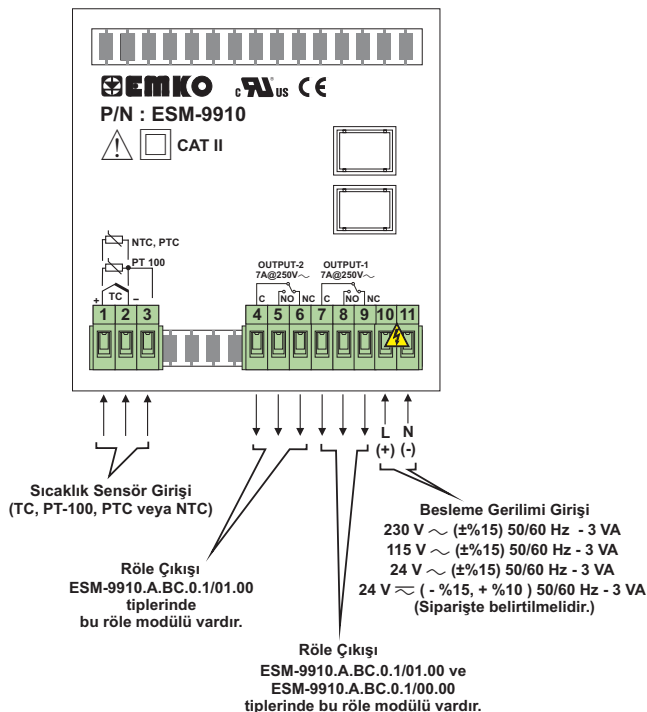 EMKO c RU US CE
P/N : ESM-9910
CAT II
NTC, PTC
PT 100
+ TC −
OUTPUT-2 OUTPUT-1
7A@250V～ 7A@250V～
C NO NC C NO NC
1 2 3 4 5 6 7 8 9 10 11
L N
(+) (-)
Sıcaklık Sensör Girişi
(TC, PT-100, PTC veya NTC)
Besleme Gerilimi Girişi
230 V ～ (±%15) 50/60 Hz - 3 VA
115 V ～ (±%15) 50/60 Hz - 3 VA
24 V ～ (±%15) 50/60 Hz - 3 VA
24 V ⎓ ( - %15, + %10 ) 50/60 Hz - 3 VA
(Siparişte belirtilmelidir.)
Röle Çıkışı
ESM-9910.A.BC.0.1/01.00
tiplerinde
bu röle modülü vardır.
Röle Çıkışı
ESM-9910.A.BC.0.1/01.00 ve
ESM-9910.A.BC.0.1/00.00
tiplerinde bu röle modülü vardır.